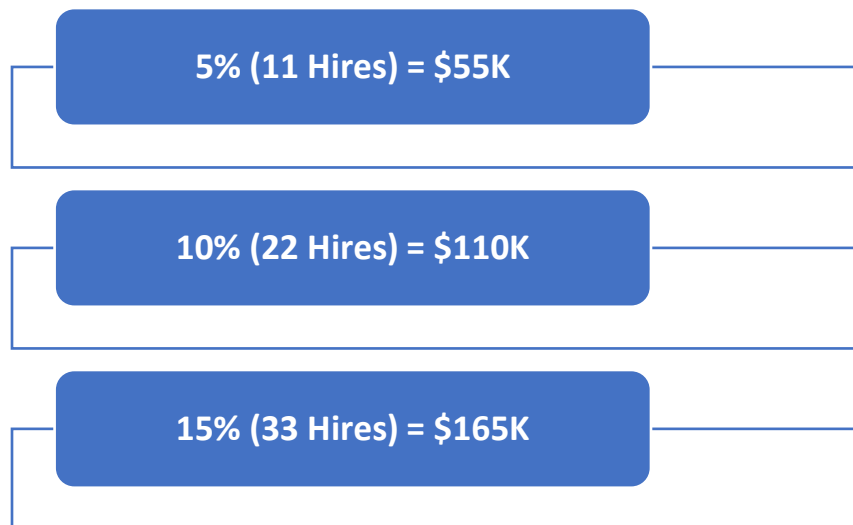 5% (11 Hires) = $55K
10% (22 Hires) = $110K
15% (33 Hires) = $165K